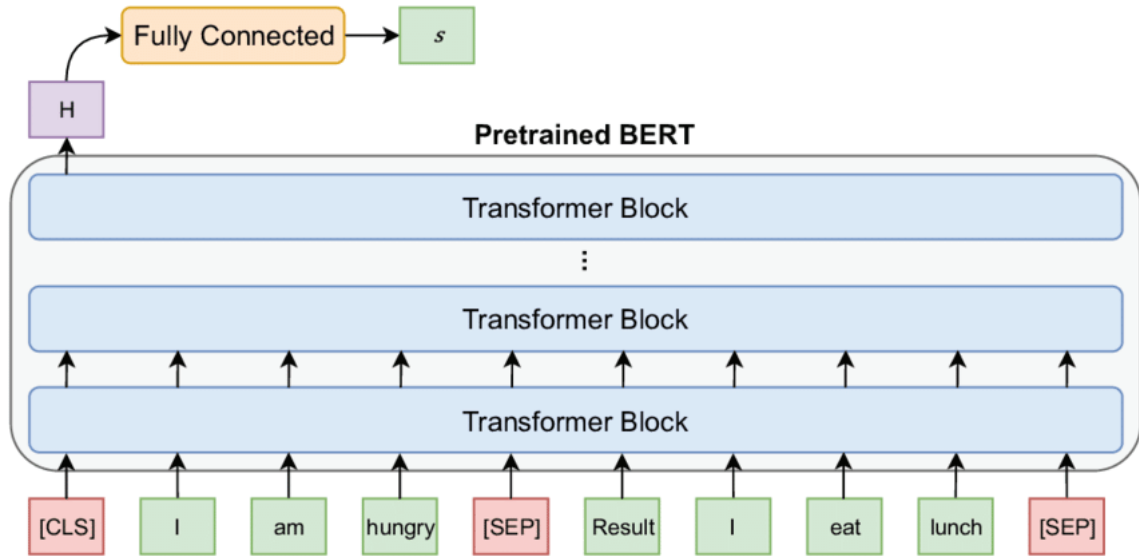 Fully Connected
s
H
Pretrained BERT
Transformer Block
⋮
Transformer Block
Transformer Block
[CLS] I am hungry [SEP] Result I eat lunch [SEP]